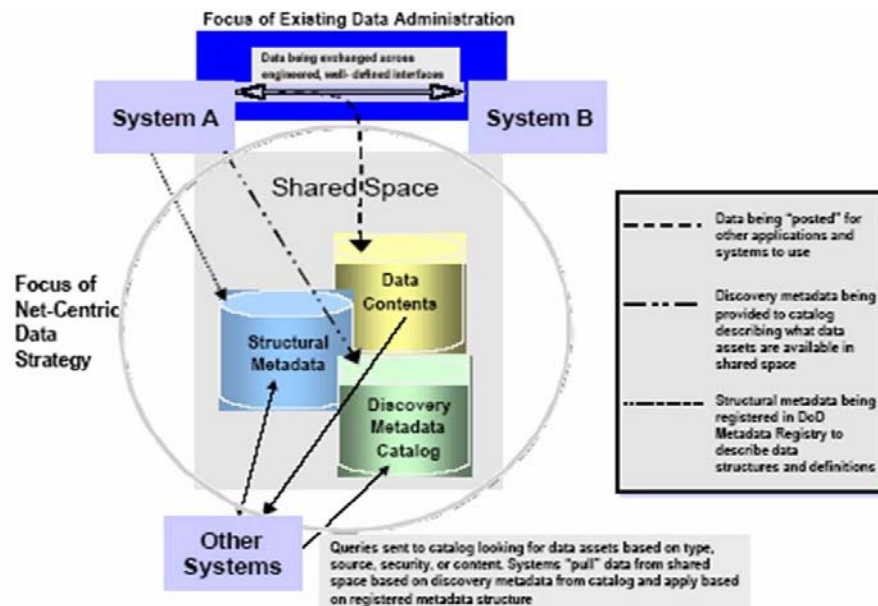 Focus of Existing Data Administration
Data being exchanged across
engineered, well- defined interfaces
System A
System B
Shared Space
Data
Contents
Structural
Metadata
Discovery
Metadata
Catalog
Focus of
Net-Centric
Data
Strategy
Other
Systems
Data being "posted" for
other applications and
systems to use
Discovery metadata being
provided to catalog
describing what data
assets are available in
shared space
Structural metadata being
registered in DoD
Metadata Registry to
describe data
structures and definitions
Queries sent to catalog looking for data assets based on type,
source, security, or content. Systems "pull" data from shared
space based on discovery metadata from catalog and apply based
on registered metadata structure